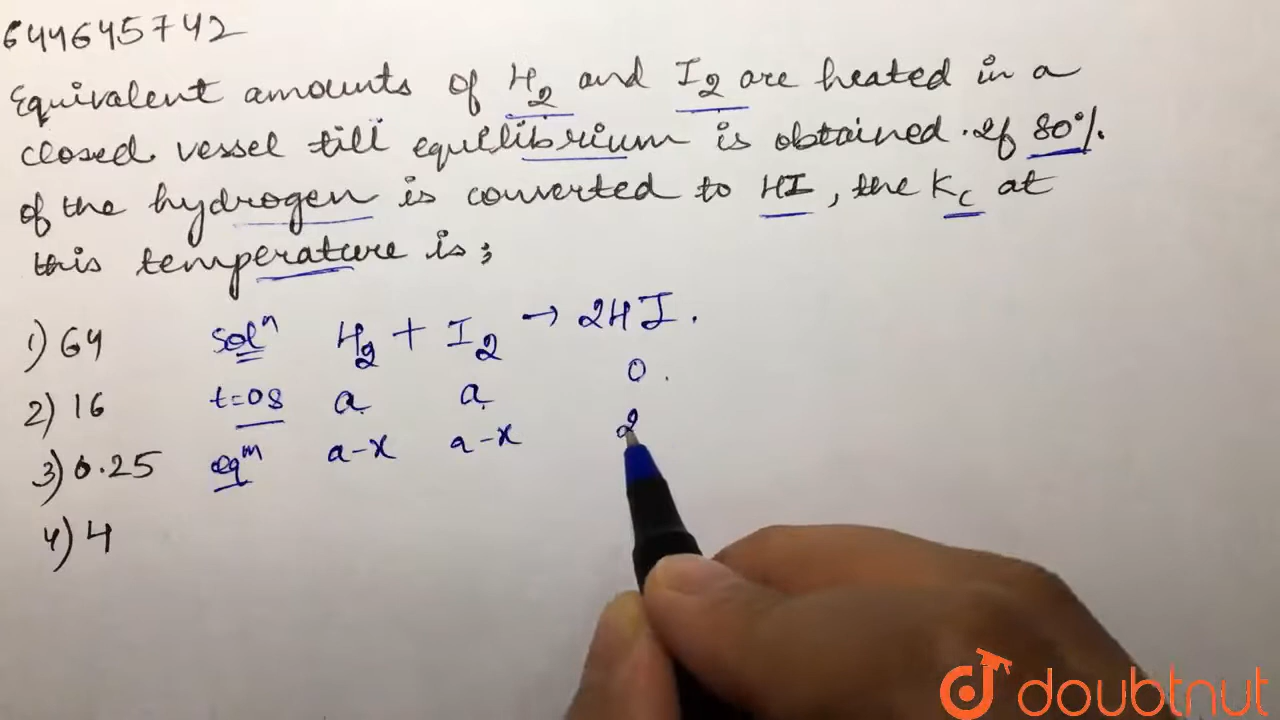 644645742
Equivalent amounts of H₂ and I₂ are heated in a
closed vessel till equilibrium is obtained. If 80%
of the hydrogen is converted to HI, the Kc at
this temperature is;
1) 64
Solⁿ H₂ + I₂ → 2HI.
2) 16
t=0s a a 0.
3) 0.25
eqᵐ a-x a-x 2
4) 4
doubtnut